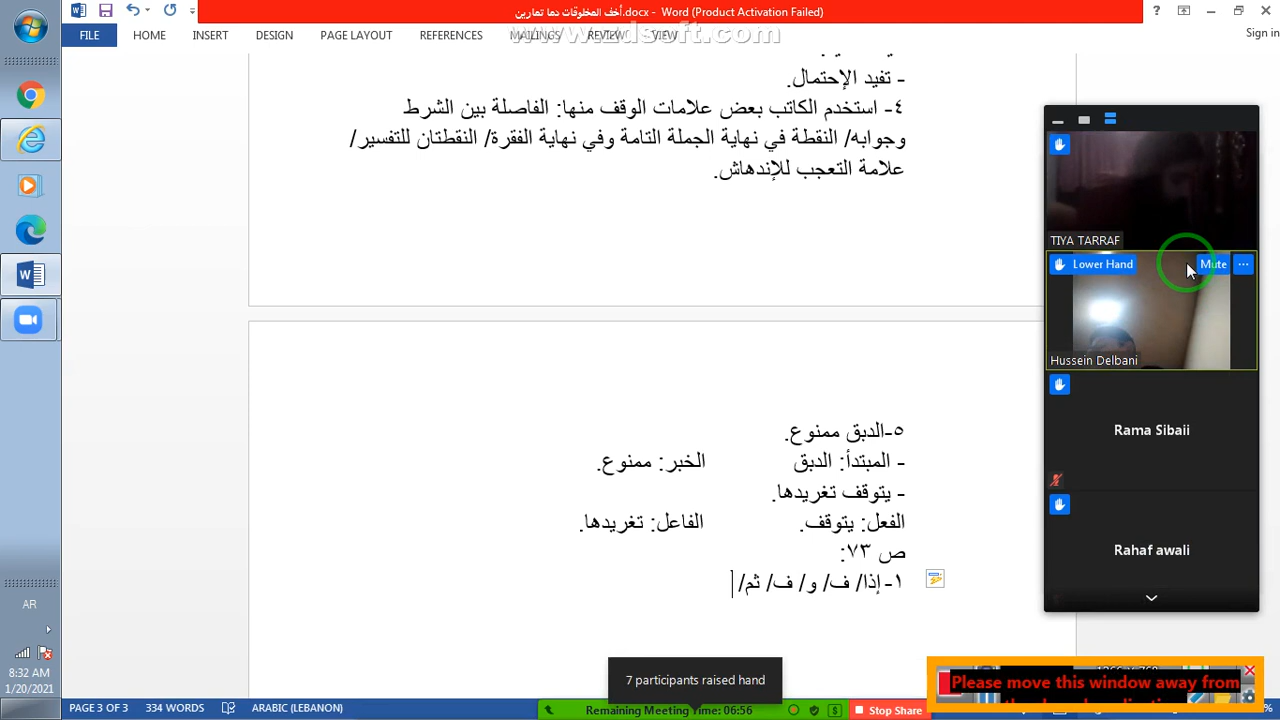 أخف المخلوقات دما تمارين.docx - Word (Product Activation Failed)
?
FILE HOME INSERT DESIGN PAGE LAYOUT REFERENCES MAILINGS REVIEW VIEW
Sign in
www.zdsoft.com
- تفيد الإحتمال.
٤- استخدم الكاتب بعض علامات الوقف منها: الفاصلة بين الشرط
وجوابه/ النقطة في نهاية الجملة التامة وفي نهاية الفقرة/ النقطتان للتفسير/
علامة التعجب للإندهاش.
٥-الدبق ممنوع.
- المبتدأ: الدبق الخبر: ممنوع.
- يتوقف تغريدها.
الفعل: يتوقف. الفاعل: تغريدها.
ص ٧٣:
١- إذا/ ف/ و/ ف/ ثم/
TIYA TARRAF
Lower Hand Mute ...
Hussein Delbani
Rama Sibaii
Rahaf awali
7 participants raised hand
Please move this window away from
AR
8:32 AM
1/20/2021
PAGE 3 OF 3 334 WORDS ARABIC (LEBANON)
Remaining Meeting Time: 06:56
Stop Share